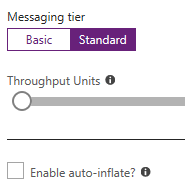 Messaging tier
Basic Standard
Throughput Units
Enable auto-inflate?